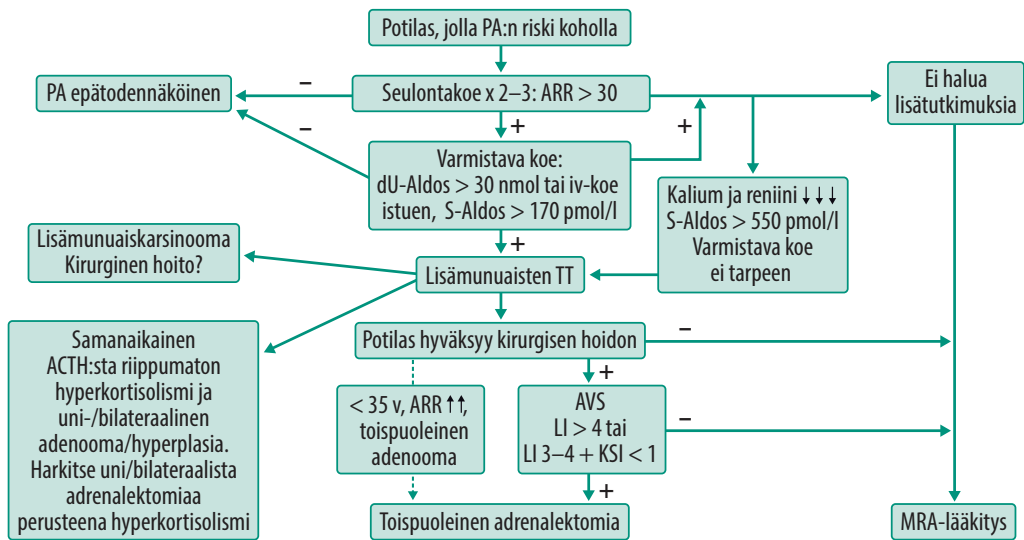 Potilas, jolla PA:n riski koholla
PA epätodennäköinen
–
Seulontakoe x 2–3: ARR > 30
Ei halua
lisätutkimuksia
–
+
+
Varmistava koe:
dU-Aldos > 30 nmol tai iv-koe
istuen, S-Aldos > 170 pmol/l
Kalium ja reniini ↓↓↓
S-Aldos > 550 pmol/l
Varmistava koe
ei tarpeen
+
Lisämunuaiskarsinooma
Kirurginen hoito?
Lisämunuaisten TT
Samanaikainen
ACTH:sta riippumaton
hyperkortisolismi ja
uni-/bilateraalinen
adenooma/hyperplasia.
Harkitse uni/bilateraalista
adrenalektomiaa
perusteena hyperkortisolismi
Potilas hyväksyy kirurgisen hoidon
–
+
< 35 v, ARR ↑↑,
toispuoleinen
adenooma
AVS
LI > 4 tai
LI 3–4 + KSI < 1
–
+
Toispuoleinen adrenalektomia
MRA-lääkitys